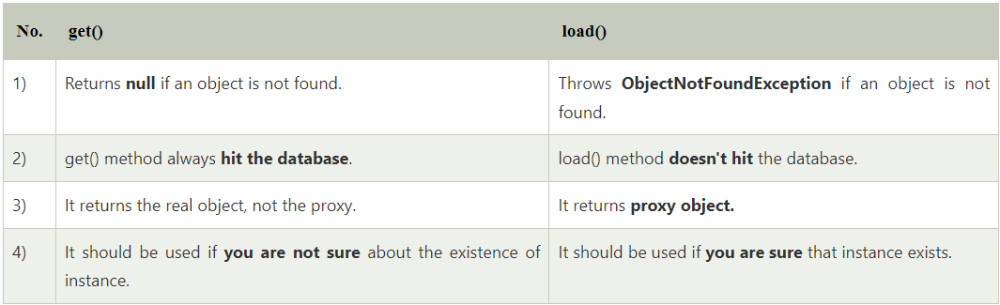 No. get() load()
1) Returns null if an object is not found. Throws ObjectNotFoundException if an object is not
found.
2) get() method always hit the database. load() method doesn't hit the database.
3) It returns the real object, not the proxy. It returns proxy object.
4) It should be used if you are not sure about the existence of It should be used if you are sure that instance exists.
instance.